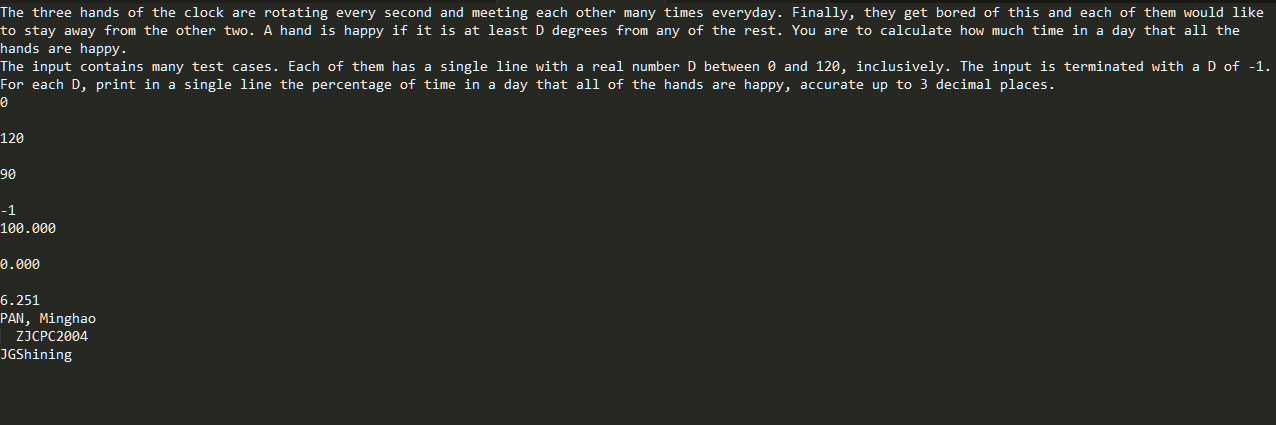 The three hands of the clock are rotating every second and meeting each other many times everyday. Finally, they get bored of this and each of them would like
to stay away from the other two. A hand is happy if it is at least D degrees from any of the rest. You are to calculate how much time in a day that all the
hands are happy.
The input contains many test cases. Each of them has a single line with a real number D between 0 and 120, inclusively. The input is terminated with a D of -1.
For each D, print in a single line the percentage of time in a day that all of the hands are happy, accurate up to 3 decimal places.
0
120
90
-1
100.000
0.000
6.251
PAN, Minghao
ZJCPC2004
JGShining